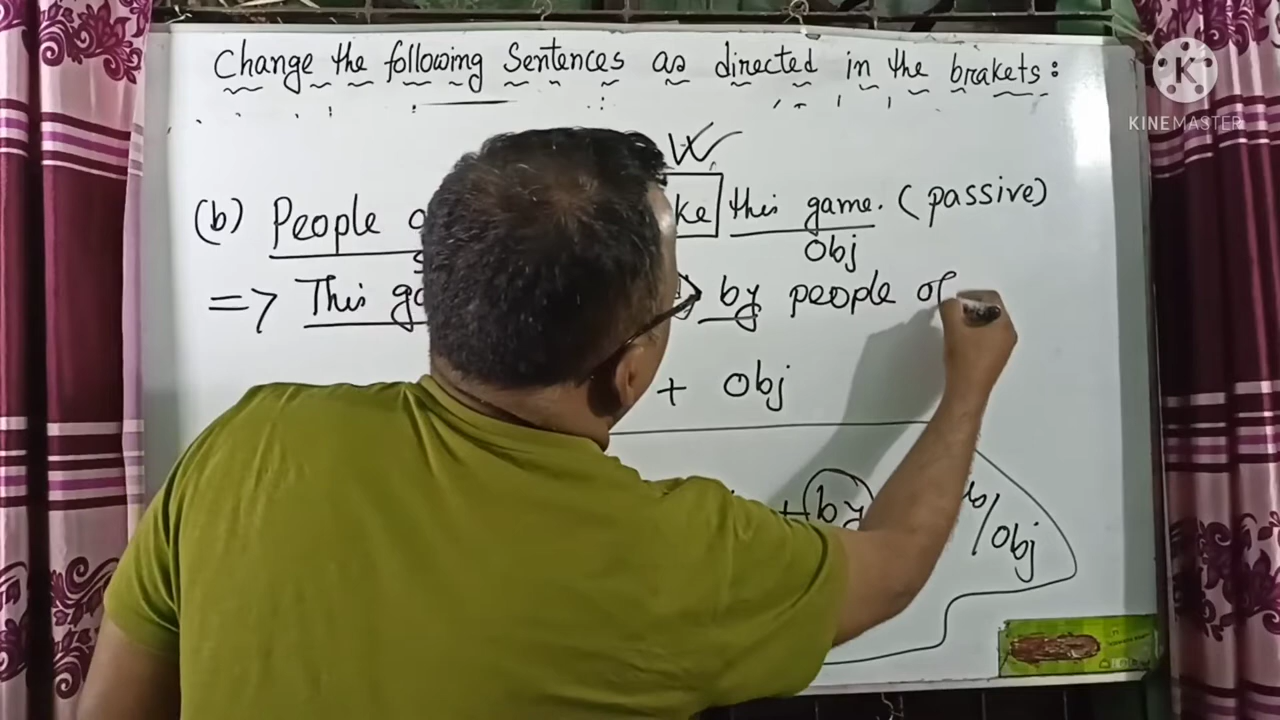 Change the following Sentences as directed in the brakets:
W
(b) People ke this game. (passive)
Obj
=> This by people of
+ Obj
+ by /Obj
KINEMASTER